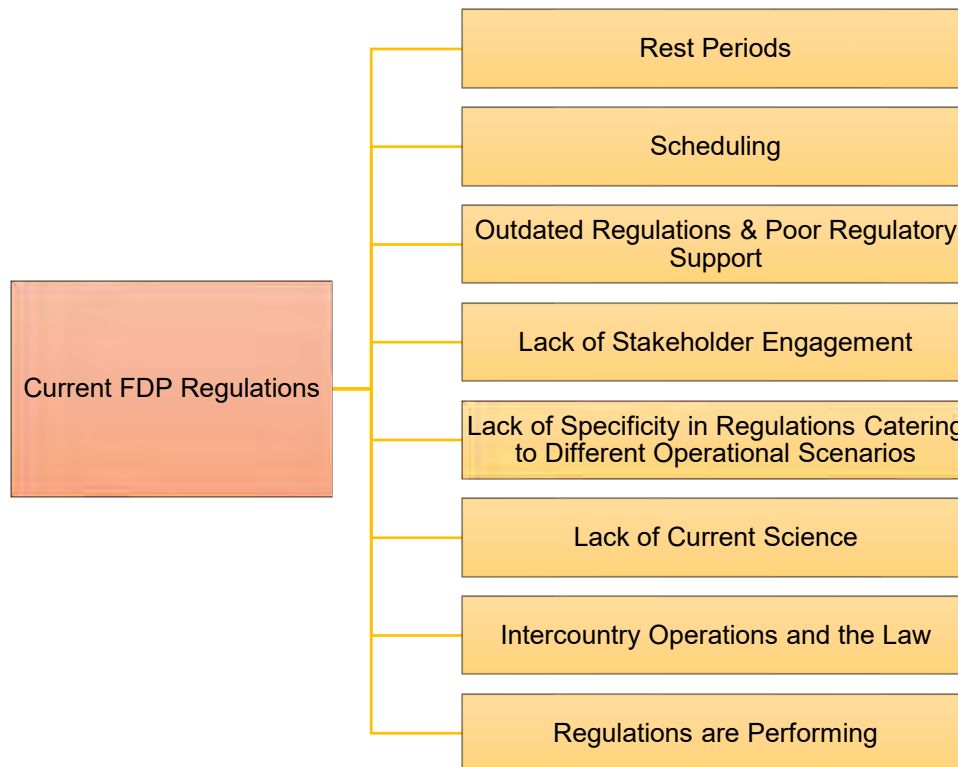 Rest Periods
Scheduling
Outdated Regulations & Poor Regulatory
Support
Lack of Stakeholder Engagement
Current FDP Regulations
Lack of Specificity in Regulations Catering
to Different Operational Scenarios
Lack of Current Science
Intercountry Operations and the Law
Regulations are Performing